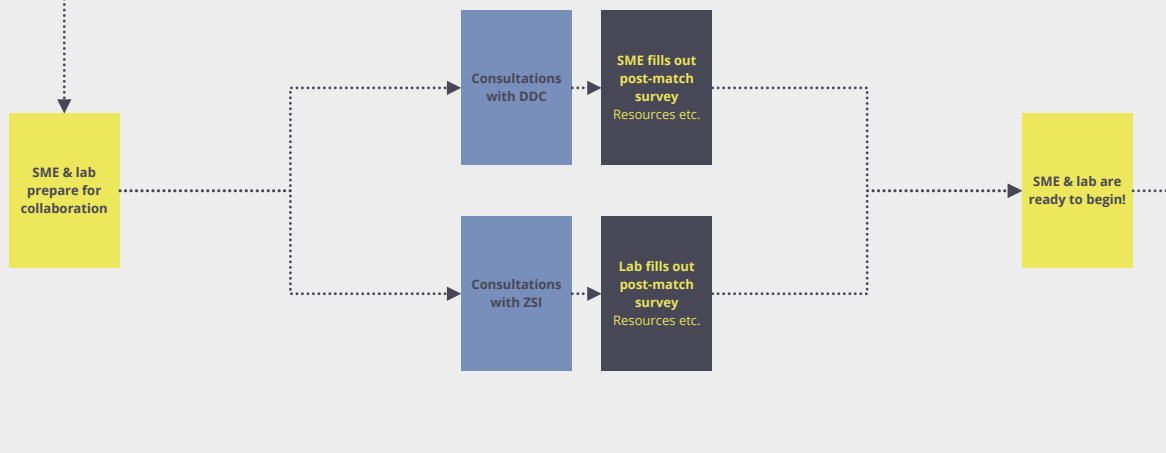 SME & lab
prepare for
collaboration
Consultations
with DDC
SME fills out
post-match
survey
Resources etc.
Consultations
with ZSI
Lab fills out
post-match
survey
Resources etc.
SME & lab are
ready to begin!